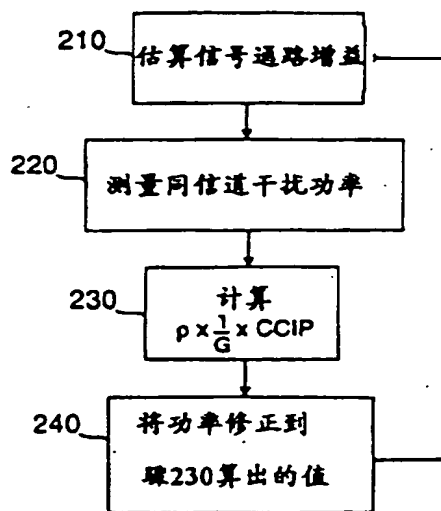 210
估算信号通路增益
220
测量同信道干扰功率
230
计算
ρ × 1/G × CCIP
240
将功率修正到
骤230算出的值